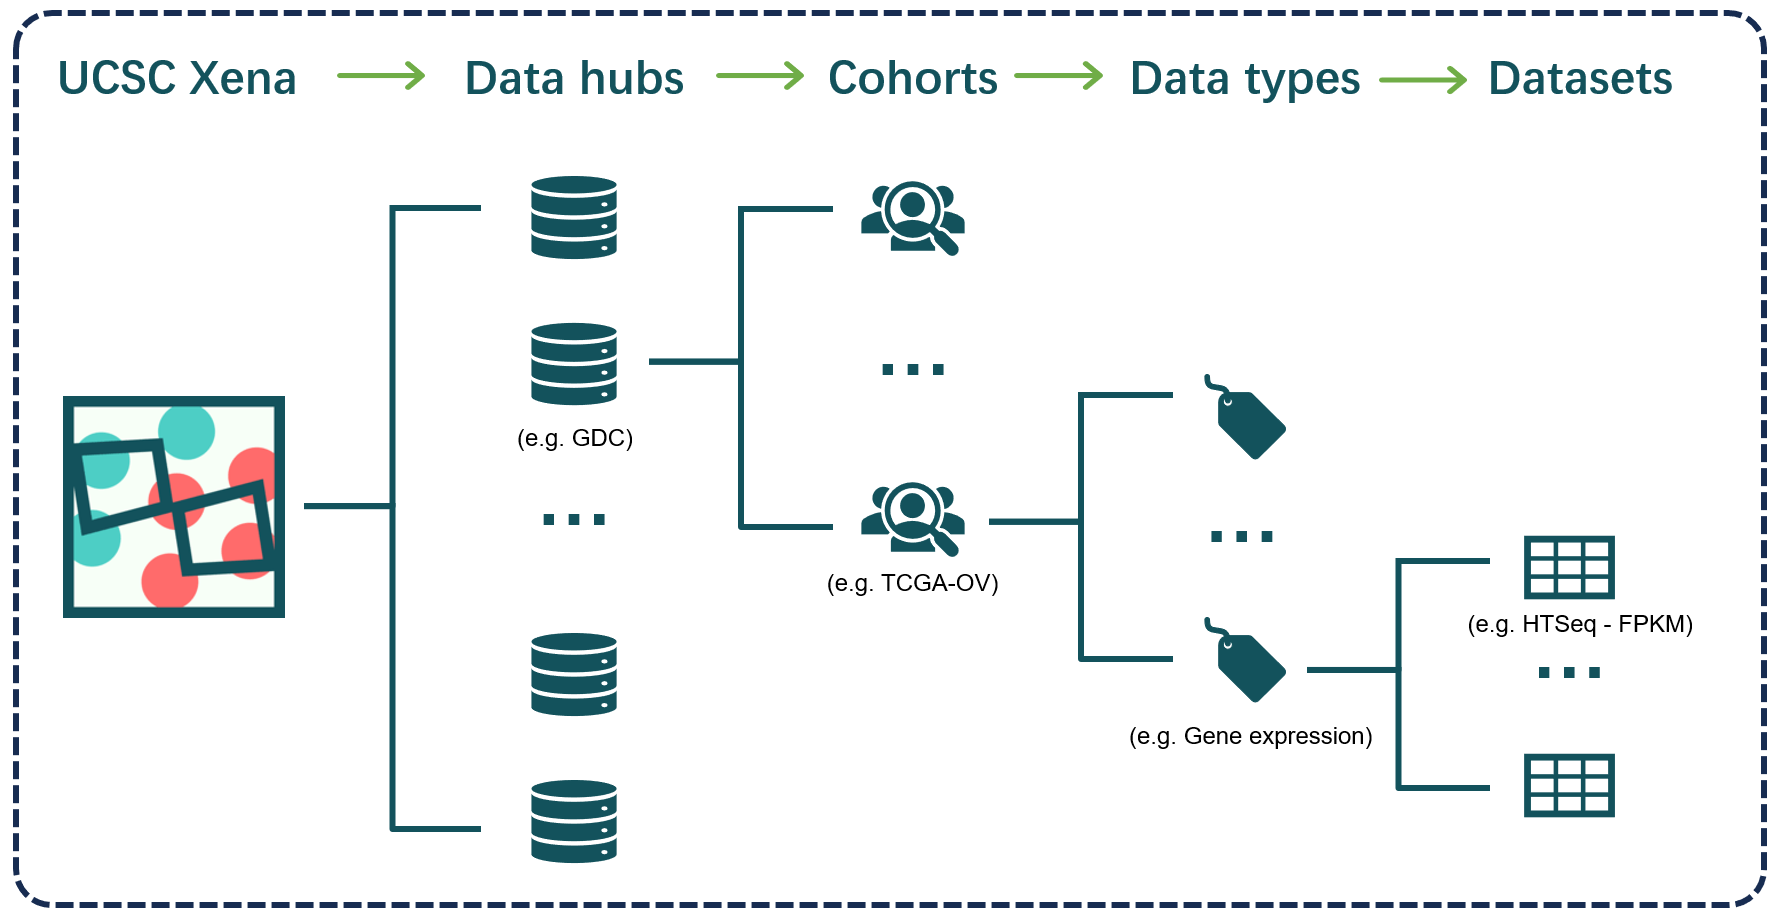 UCSC Xena
Data hubs
Cohorts
Data types
Datasets
(e.g. GDC)
(e.g. TCGA-OV)
(e.g. Gene expression)
(e.g. HTSeq - FPKM)